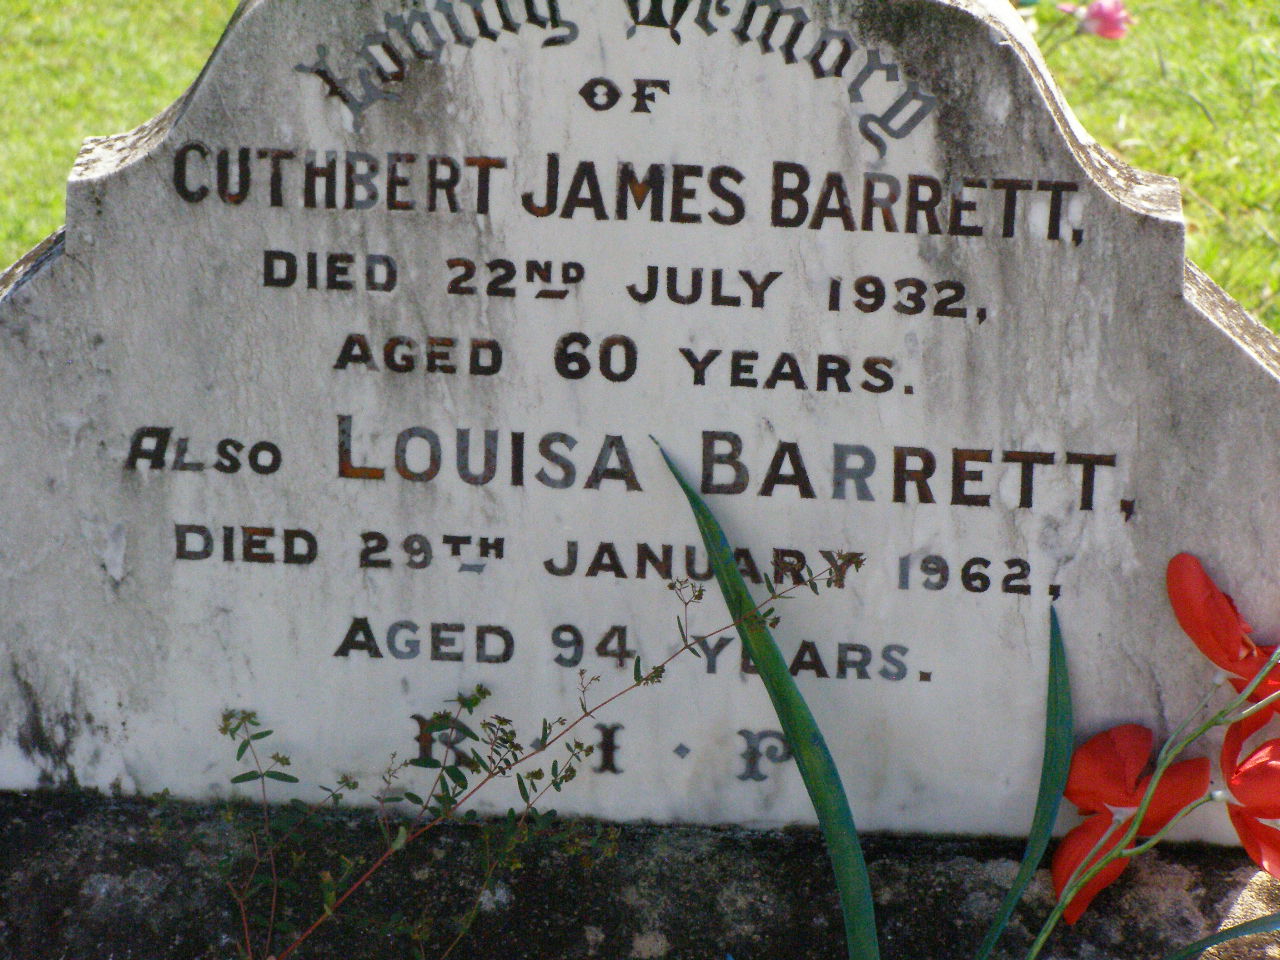 Loving Memory
OF
CUTHBERT JAMES BARRETT,
DIED 22ND JULY 1932,
AGED 60 YEARS.
ALSO LOUISA BARRETT,
DIED 29TH JANUARY 1962,
AGED 94 YEARS.
R·I·P